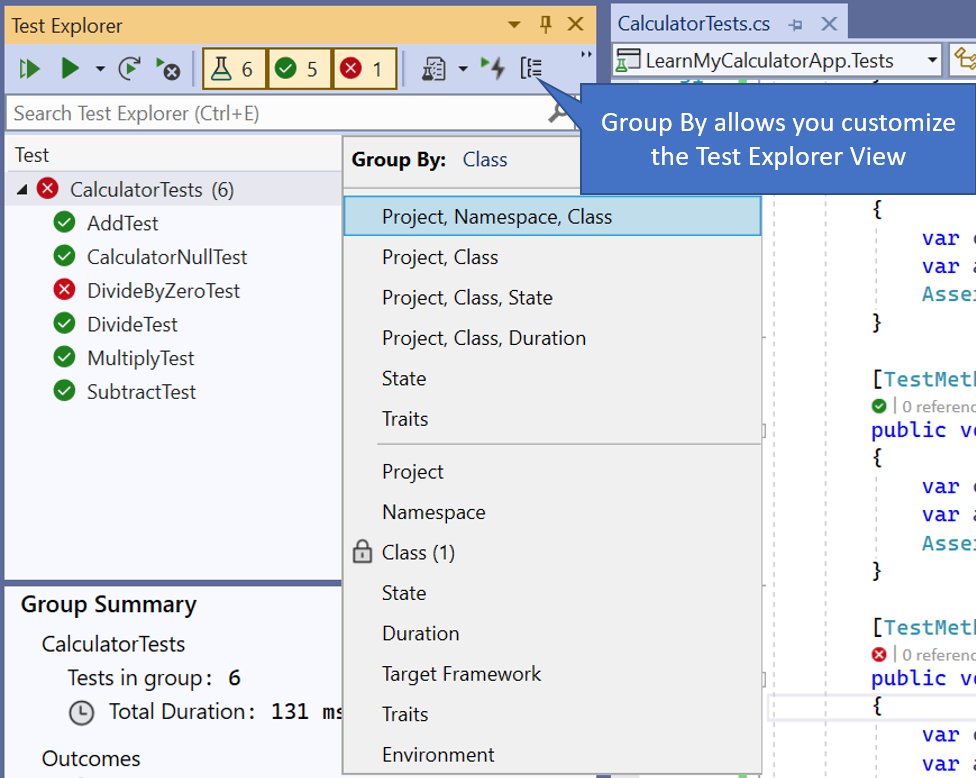 Test Explorer
6 5 1
Search Test Explorer (Ctrl+E)
Test
CalculatorTests (6)
AddTest
CalculatorNullTest
DivideByZeroTest
DivideTest
MultiplyTest
SubtractTest
Group Summary
CalculatorTests
Tests in group: 6
Total Duration: 131 ms
Outcomes
Group By: Class
Project, Namespace, Class
Project, Class
Project, Class, State
Project, Class, Duration
State
Traits
Project
Namespace
Class (1)
State
Duration
Target Framework
Traits
Environment
CalculatorTests.cs
LearnMyCalculatorApp.Tests
Group By allows you customize
the Test Explorer View
{
var
var
Asse
}
[TestMeth
0 referenc
public vo
{
var
var
Asse
}
[TestMeth
0 referenc
public vo
{
var
var